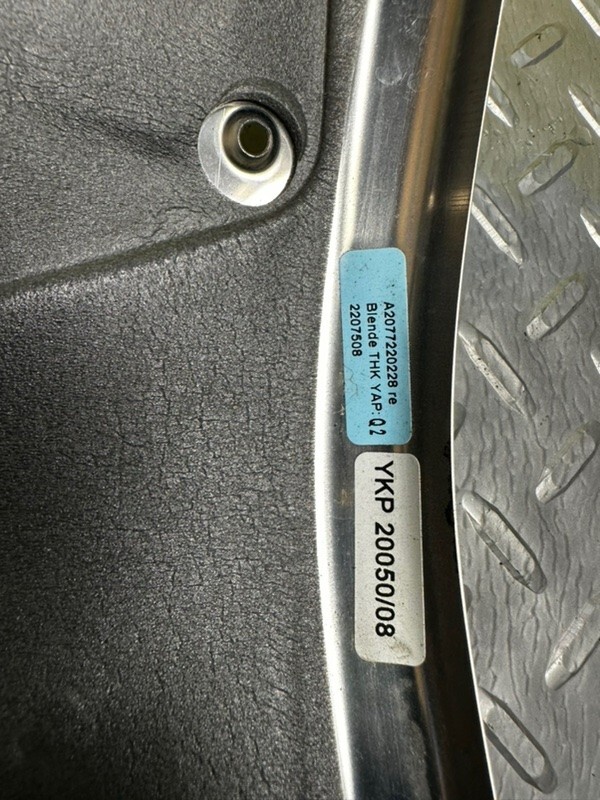 A2077220228 re
Blende THK YAP: Q2
2207508
YKP 20050/08